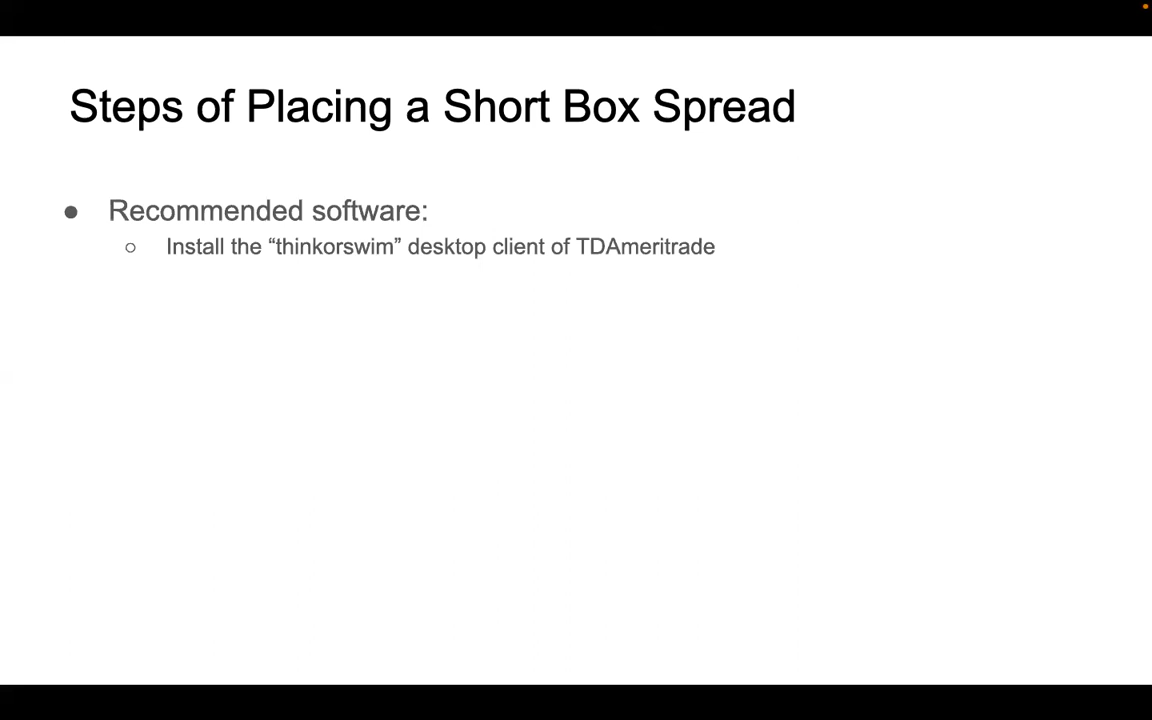 Steps of Placing a Short Box Spread
● Recommended software:
○ Install the “thinkorswim” desktop client of TDAmeritrade